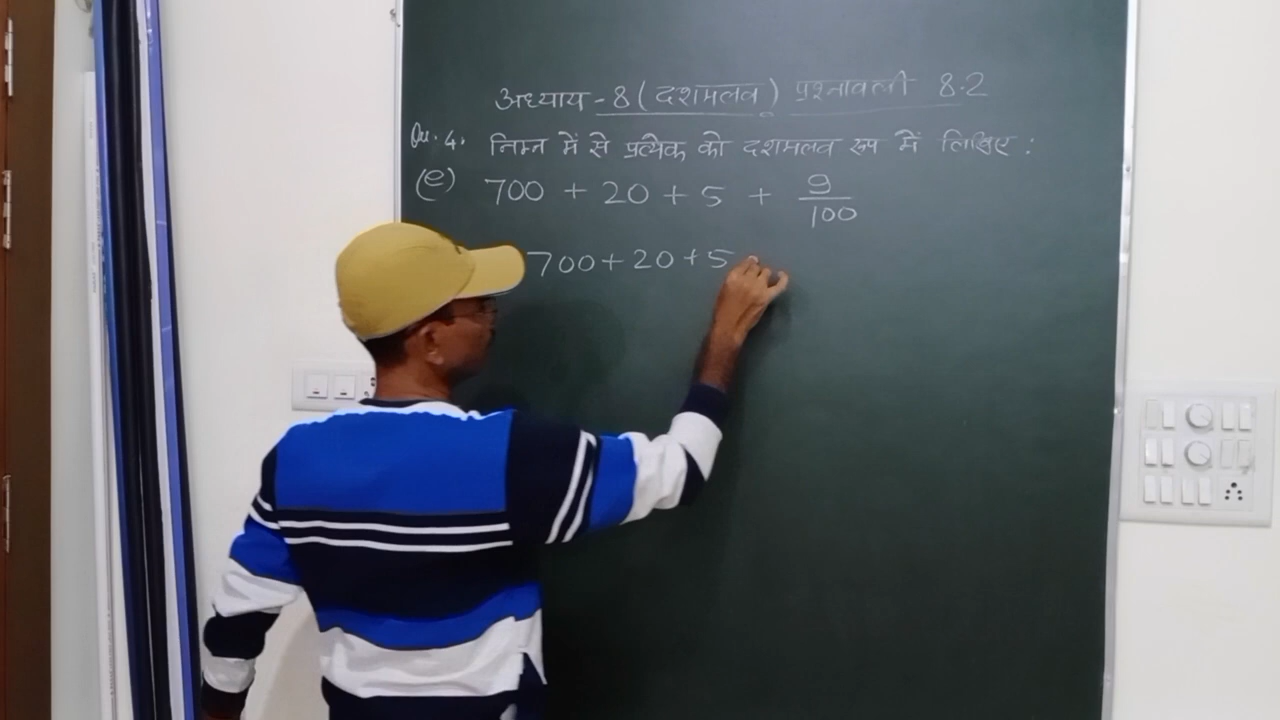 अध्याय - 8 ( दशमलव ) प्रश्नावली 8.2
Qu. 4. निम्न में से प्रत्येक को दशमलव रूप में लिखिए :
(e) 700 + 20 + 5 + 9/100
700 + 20 + 5